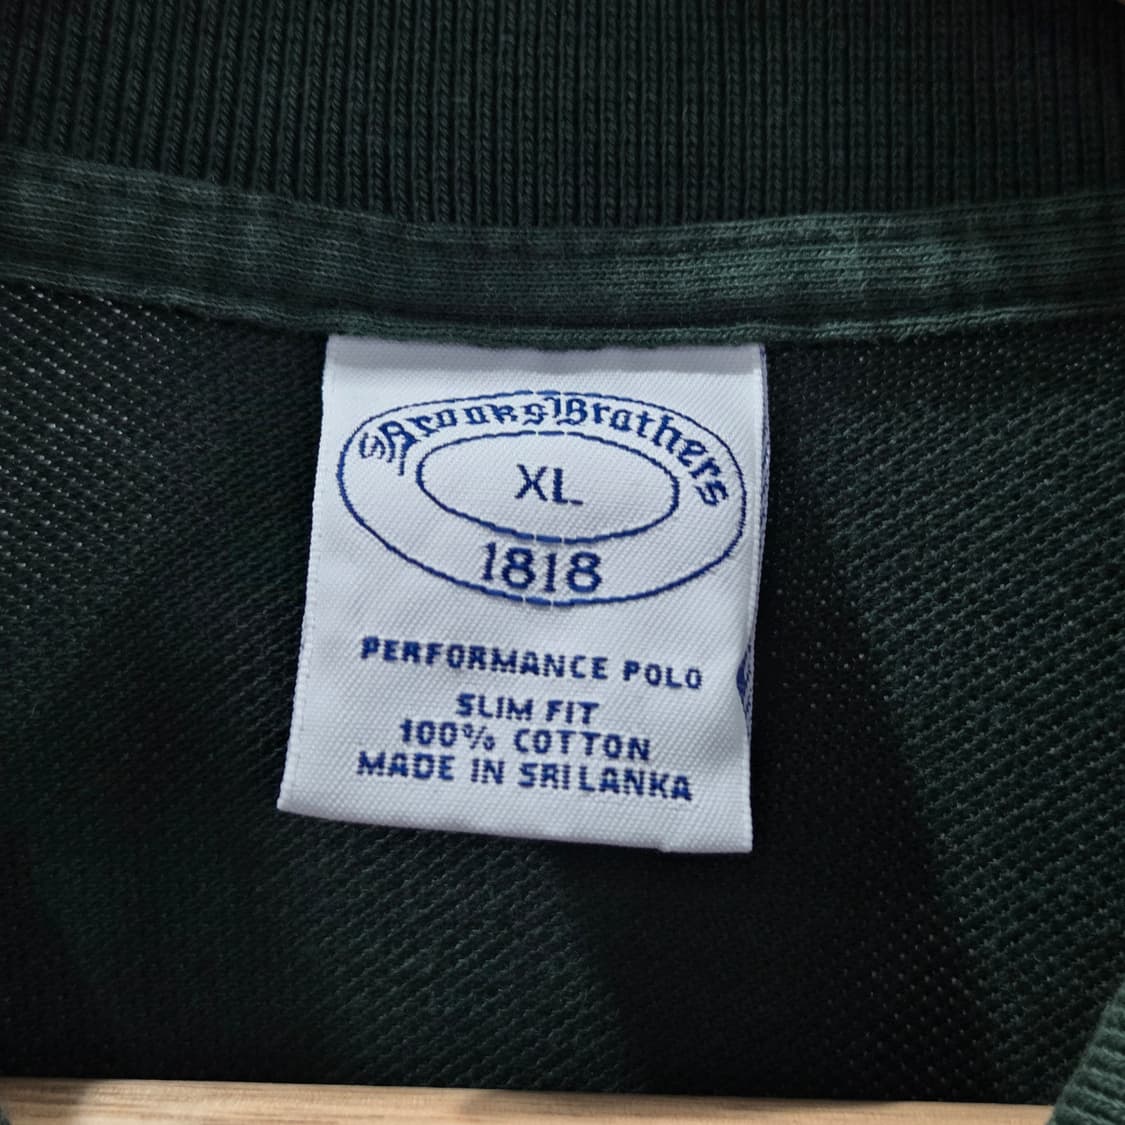 Brooks Brothers
XL
1818
PERFORMANCE POLO
SLIM FIT
100% COTTON
MADE IN SRI LANKA